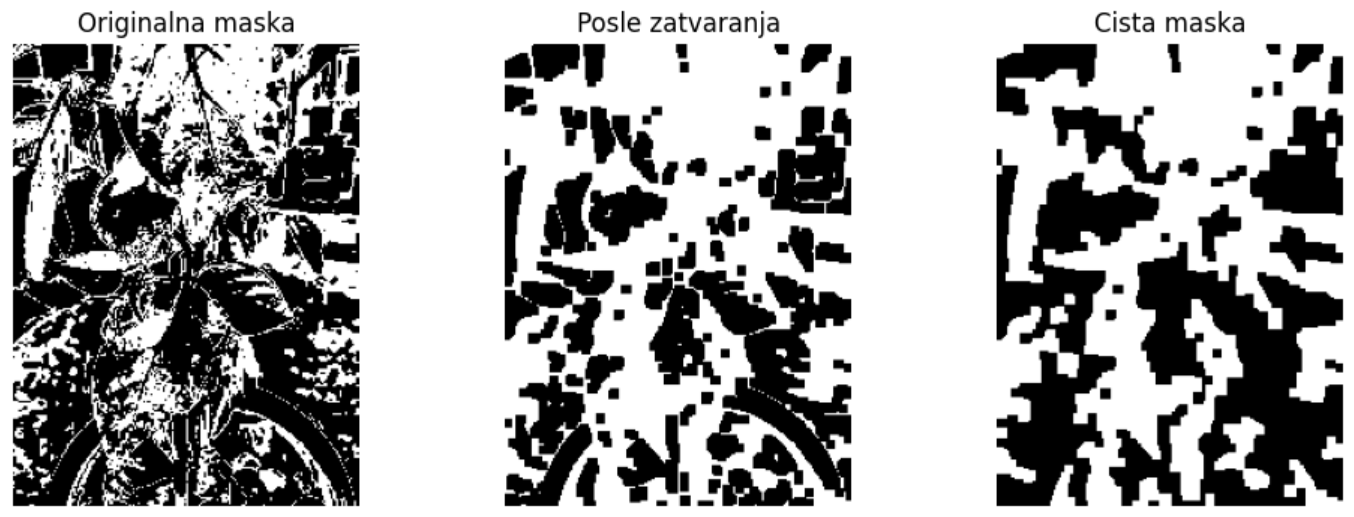 Originalna maska
Posle zatvaranja
Cista maska